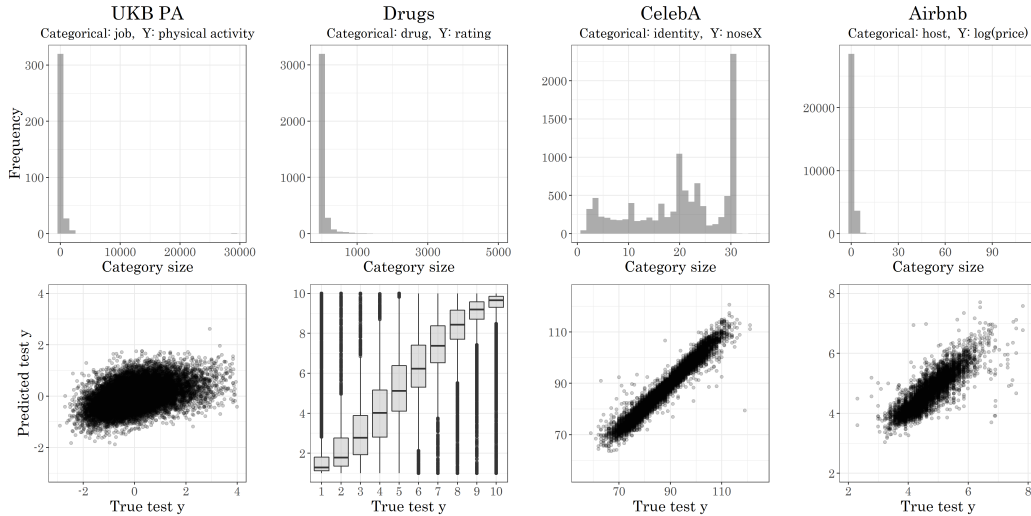 UKB PA
Categorical: job, Y: physical activity
Frequency
300
200
100
0
0 10000 20000 30000
Category size
Drugs
Categorical: drug, Y: rating
3000
2000
1000
0
1000 3000 5000
Category size
CelebA
Categorical: identity, Y: noseX
2000
1500
1000
500
0
0 10 20 30
Category size
Airbnb
Categorical: host, Y: log(price)
20000
10000
0
0 30 60 90
Category size
Predicted test y
4
2
0
-2
-2 0 2 4
True test y
10
8
6
4
2
1 2 3 4 5 6 7 8 9 10
True test y
110
90
70
70 90 110
True test y
8
6
4
2
2 4 6 8
True test y